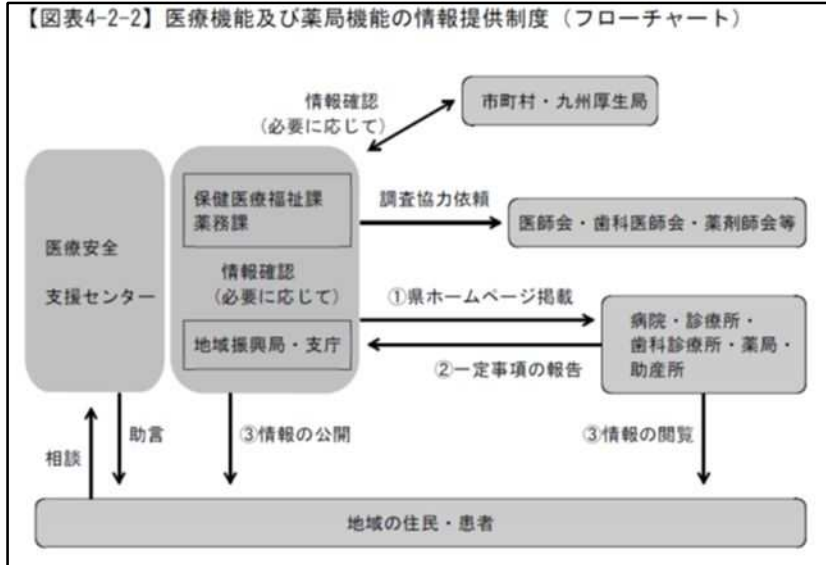 【図表4-2-2】医療機能及び薬局機能の情報提供制度（フローチャート）
情報確認
（必要に応じて）
市町村・九州厚生局
保健医療福祉課
薬務課
調査協力依頼
医師会・歯科医師会・薬剤師会等
医療安全
支援センター
情報確認
（必要に応じて）
①県ホームページ掲載
地域振興局・支庁
②一定事項の報告
病院・診療所・
歯科診療所・薬局・
助産所
相談
助言
③情報の公開
③情報の閲覧
地域の住民・患者